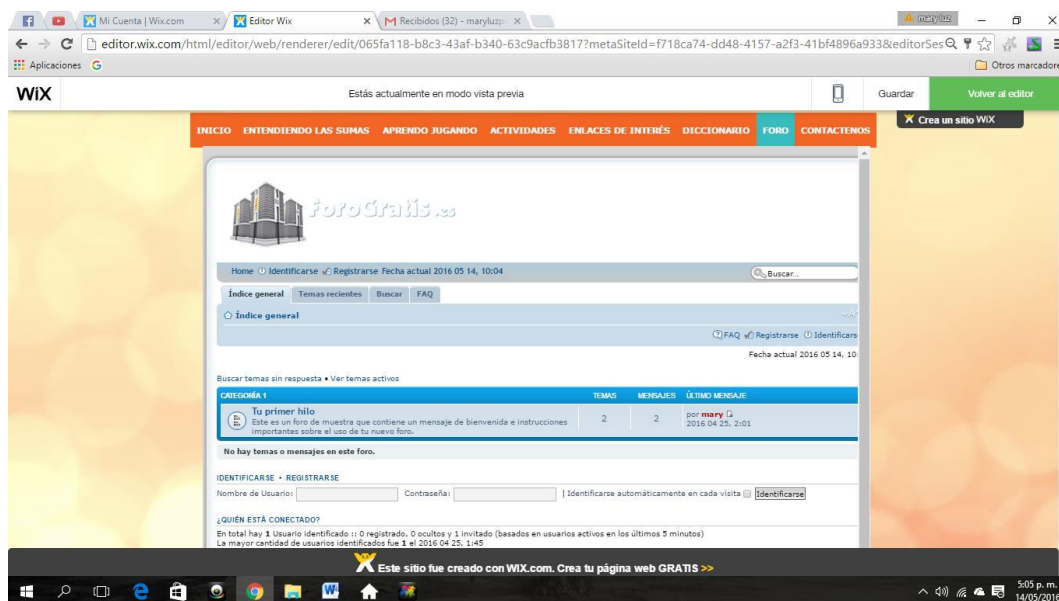 Mi Cuenta | Wix.com
Editor Wix
M Recibidos (32) - maryluzp
mary luz
editor.wix.com/html/editor/web/renderer/edit/065fa118-b8c3-43af-b340-63c9acfb3817?metaSiteId=f718ca74-dd48-4157-a2f3-41bf4896a933&editorSes
Aplicaciones G
Otros marcadore
WiX
Estás actualmente en modo vista previa
Guardar
Volver al editor
Crea un sitio WiX
INICIO ENTENDIENDO LAS SUMAS APRENDO JUGANDO ACTIVIDADES ENLACES DE INTERÉS DICCIONARIO FORO CONTACTENOS
ForoGratis.es
Home Identificarse Registrarse Fecha actual 2016 05 14, 10:04
Buscar...
Índice general Temas recientes Buscar FAQ
Índice general
FAQ Registrarse Identificars
Fecha actual 2016 05 14, 10:
Buscar temas sin respuesta • Ver temas activos
CATEGORÍA 1 TEMAS MENSAJES ÚLTIMO MENSAJE
Tu primer hilo
Este es un foro de muestra que contiene un mensaje de bienvenida e instrucciones
importantes sobre el uso de tu nuevo foro.
2 2
por mary
2016 04 25, 2:01
No hay temas o mensajes en este foro.
IDENTIFICARSE • REGISTRARSE
Nombre de Usuario: Contraseña: | Identificarse automáticamente en cada visita Identificarse
¿QUIÉN ESTÁ CONECTADO?
En total hay 1 Usuario identificado :: 0 registrado, 0 ocultos y 1 invitado (basados en usuarios activos en los últimos 5 minutos)
La mayor cantidad de usuarios identificados fue 1 el 2016 04 25, 1:45
Este sitio fue creado con WIX.com. Crea tu página web GRATIS >>
5:05 p. m.
14/05/2016